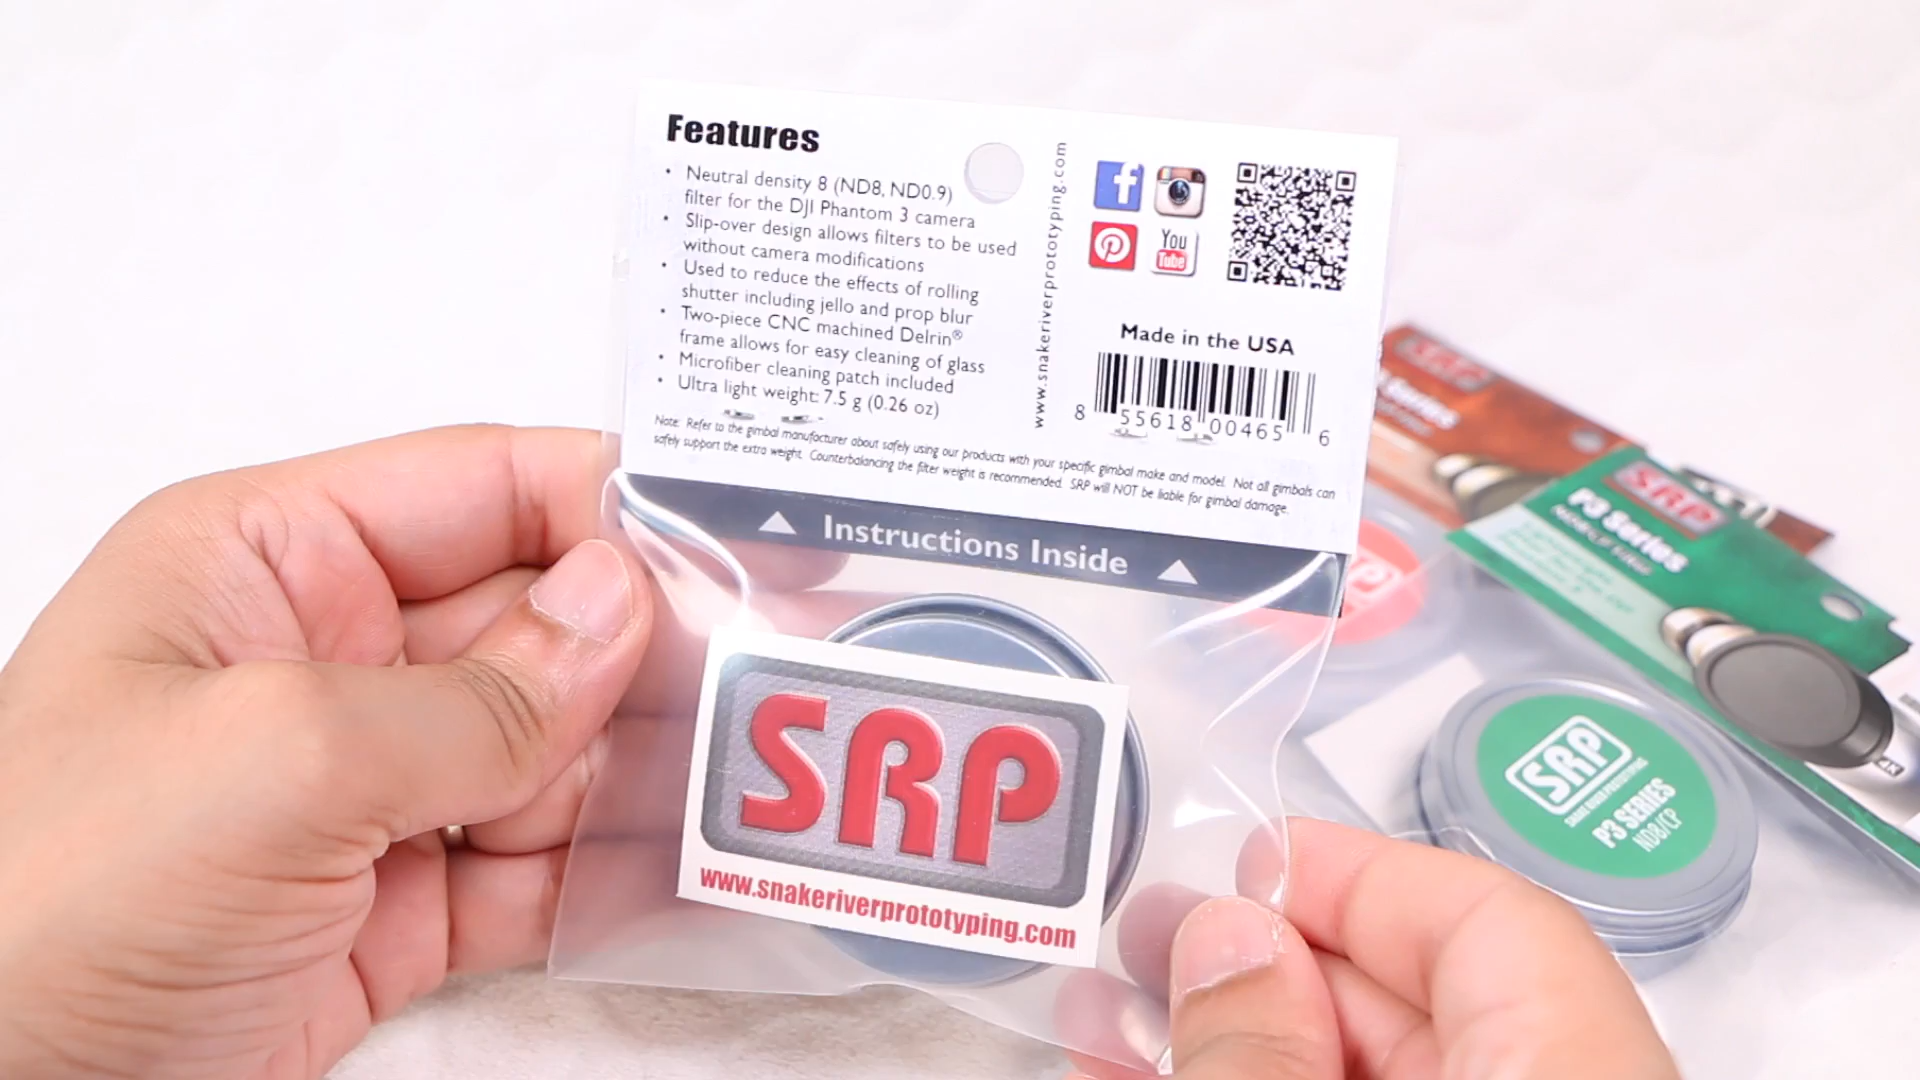 Features
• Neutral density 8 (ND8, ND0.9)
filter for the DJI Phantom 3 camera
• Slip-over design allows filters to be used
without camera modifications
• Used to reduce the effects of rolling
shutter including jello and prop blur
• Two-piece CNC machined Delrin®
frame allows for easy cleaning of glass
• Microfiber cleaning patch included
• Ultra light weight: 7.5 g (0.26 oz)
www.snakeriverprototyping.com
You
Tube
Made in the USA
8 55618 00465 6
Note: Refer to the gimbal manufacturer about safely using our products with your specific gimbal make and model. Not all gimbals can
safely support the extra weight. Counterbalancing the filter weight is recommended. SRP will NOT be liable for gimbal damage.
Instructions Inside
SRP
www.snakeriverprototyping.com
SRP
Series
SRP
P3 Series
SRP
SNAKE RIVER PROTOTYPING
P3 SERIES
ND8/CP
4K